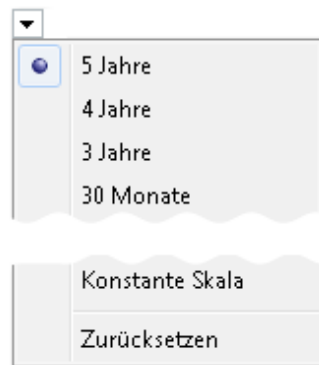 5 Jahre
4 Jahre
3 Jahre
30 Monate
Konstante Skala
Zurücksetzen